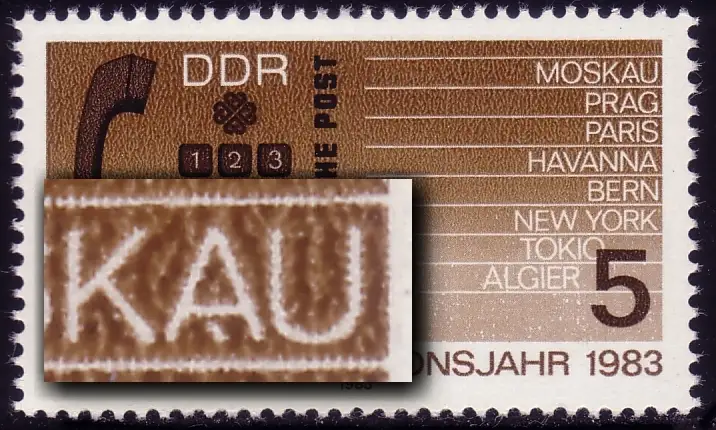 DDR
HE POST
1 2 3
MOSKAU
PRAG
PARIS
HAVANNA
BERN
NEW YORK
TOKIO
ALGIER
5
KAU
ONSJAHR 1983
1983